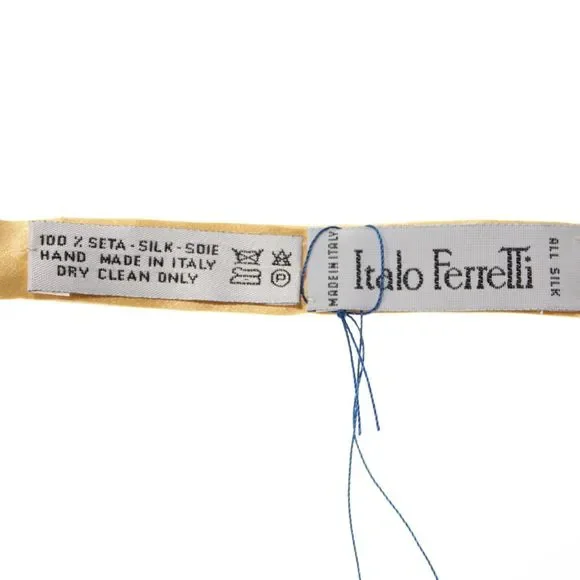 100 % SETA - SILK - SOIE
HAND MADE IN ITALY
DRY CLEAN ONLY
P
MADE IN ITALY
Italo Ferretti
ALL SILK